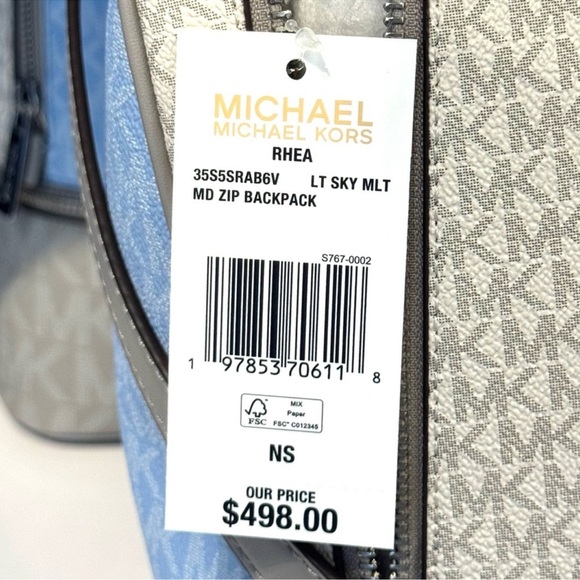 MICHAEL
MICHAEL KORS
RHEA
35S5SRAB6V LT SKY MLT
MD ZIP BACKPACK
S767-0002
1 97853 70611 8
FSC
MIX
Paper
FSC® C012345
NS
OUR PRICE
$498.00